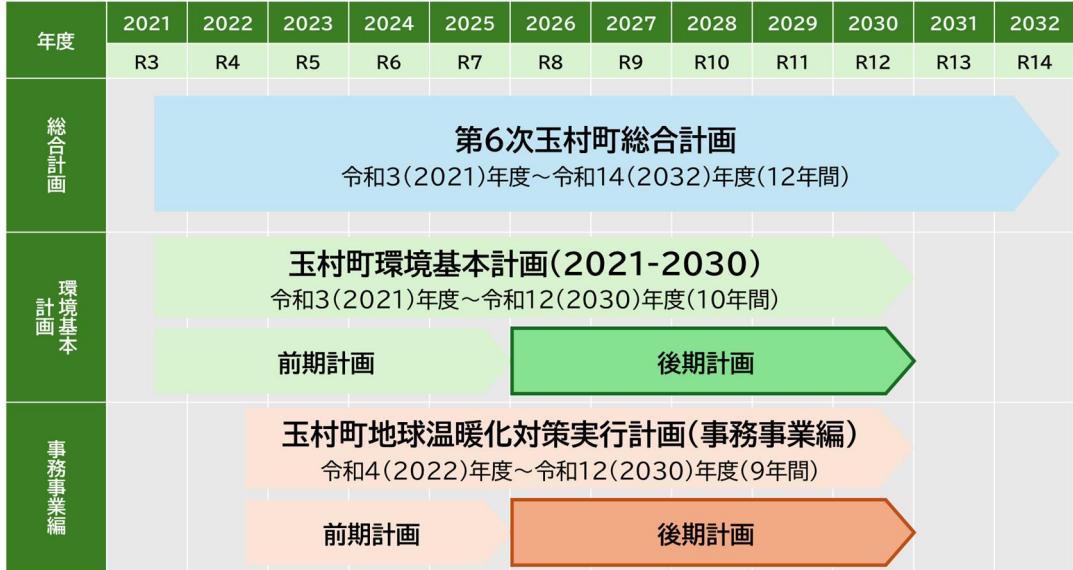 年度
2021 2022 2023 2024 2025 2026 2027 2028 2029 2030 2031 2032
R3 R4 R5 R6 R7 R8 R9 R10 R11 R12 R13 R14
総合計画
第6次玉村町総合計画
令和3(2021)年度～令和14(2032)年度(12年間)
環境基本
計画
玉村町環境基本計画(2021-2030)
令和3(2021)年度～令和12(2030)年度(10年間)
前期計画 後期計画
事務事業編
玉村町地球温暖化対策実行計画(事務事業編)
令和4(2022)年度～令和12(2030)年度(9年間)
前期計画 後期計画